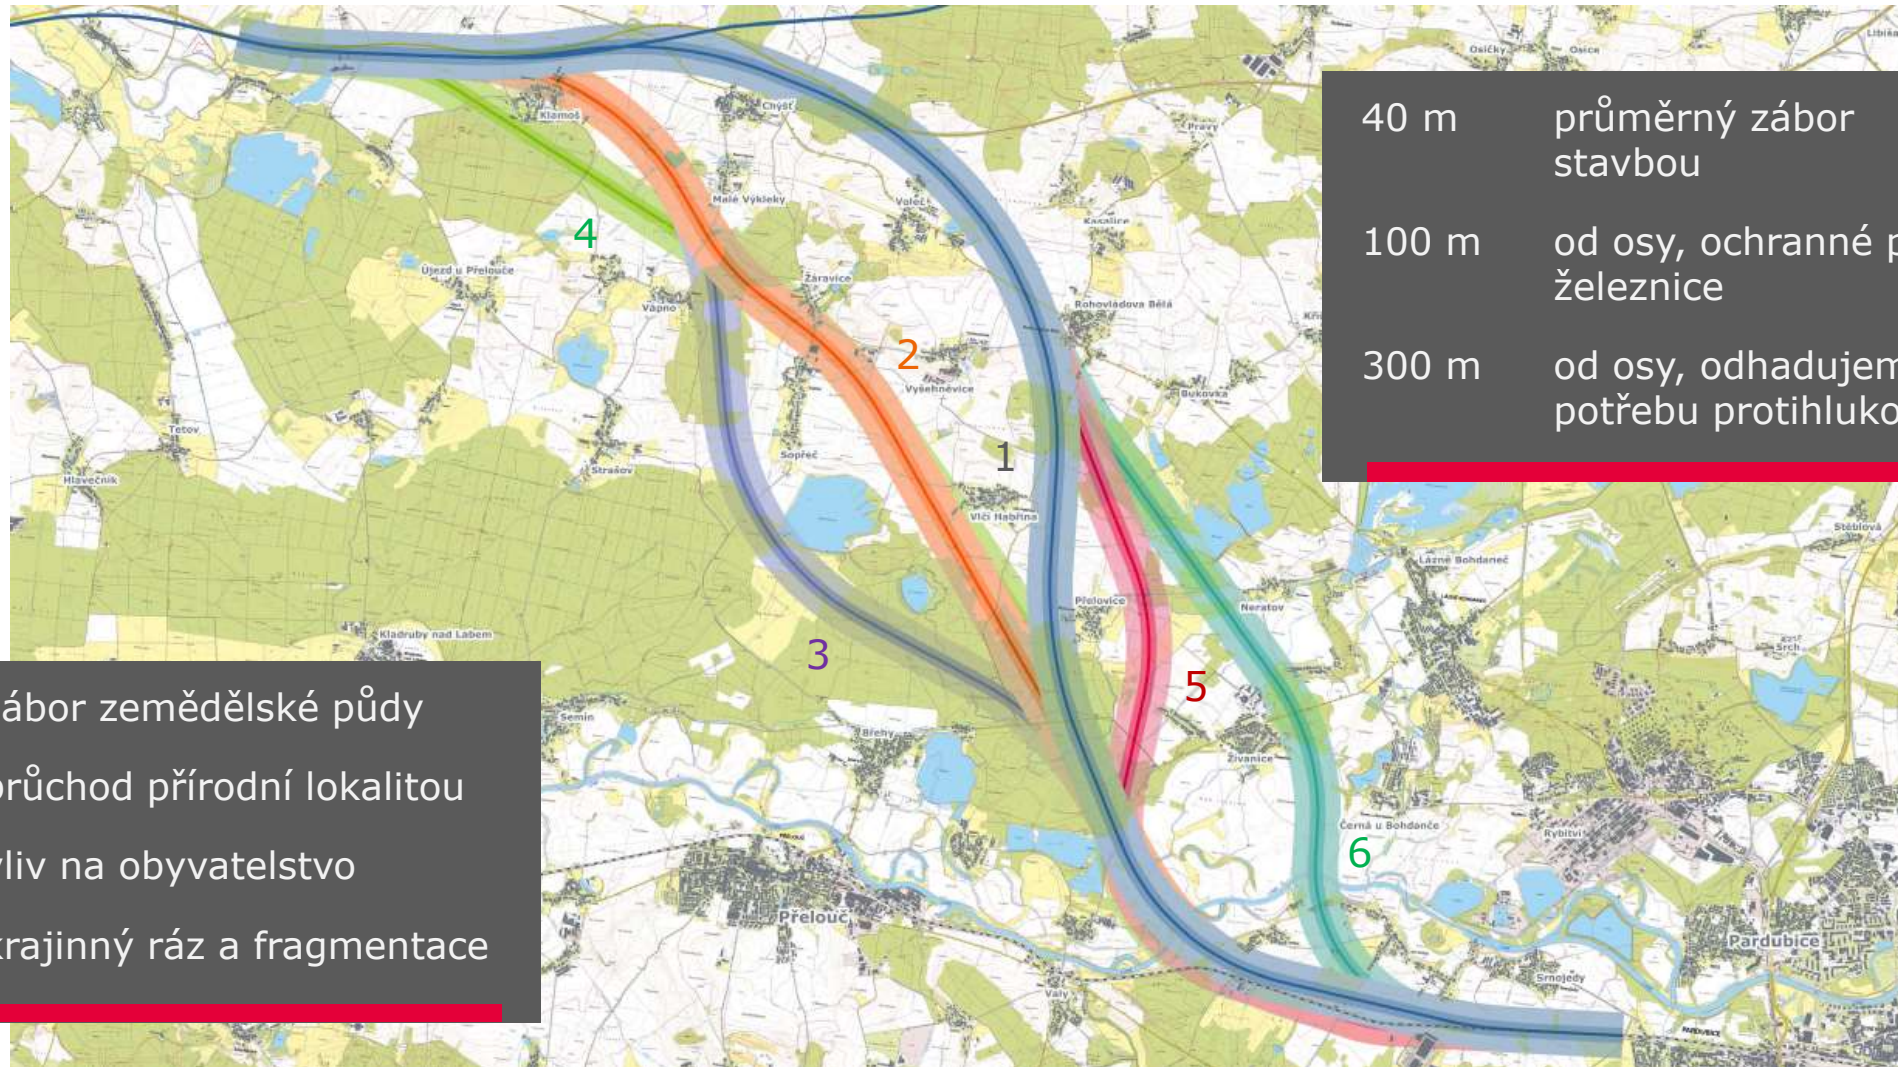 Osičky
Osice
Klamoš
Chýšť
Pravy
40 m
průměrný zábor
stavbou
Malé Výkleky
Voleč
Kasalice
4
100 m
od osy, ochranné p
železnice
Újezd u Přelouče
Žáravice
Vápno
Rohovládova Bělá
300 m
od osy, odhadujem
potřebu protihluko
2
Vyšehněvice
Bukovka
Tetov
Sopřeč
1
Strašov
Hlavečník
Vlčí Habřina
Stéblová
Lázně Bohdaneč
Přelovice
Neratov
Kladruby nad Labem
3
Srch
5
ábor zemědělské půdy
Semín
Břehy
Živanice
průchod přírodní lokalitou
Černá u Bohdanče
Rybitví
6
vliv na obyvatelstvo
Přelouč
Pardubice
krajinný ráz a fragmentace
Valy
Srnojedy
PARDUBICE